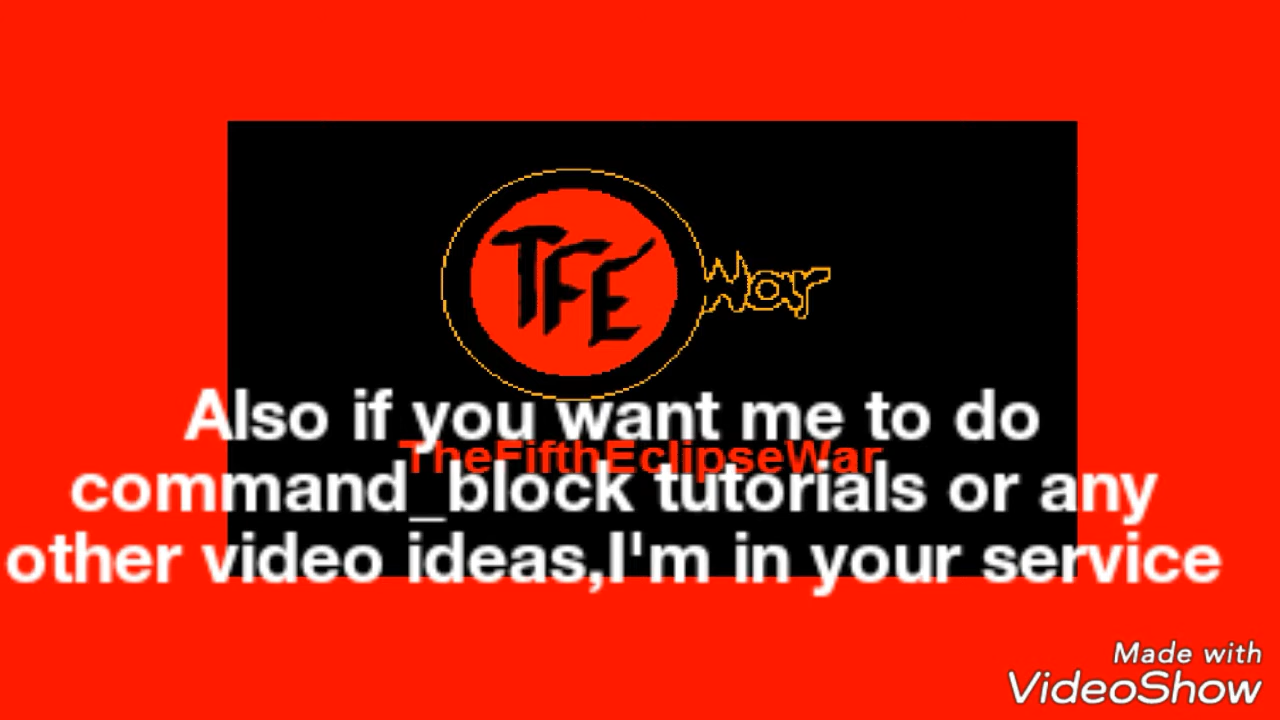 TFE War
Also if you want me to do
TheFifthEclipseWar
command_block tutorials or any
other video ideas,I'm in your service
Made with
VideoShow